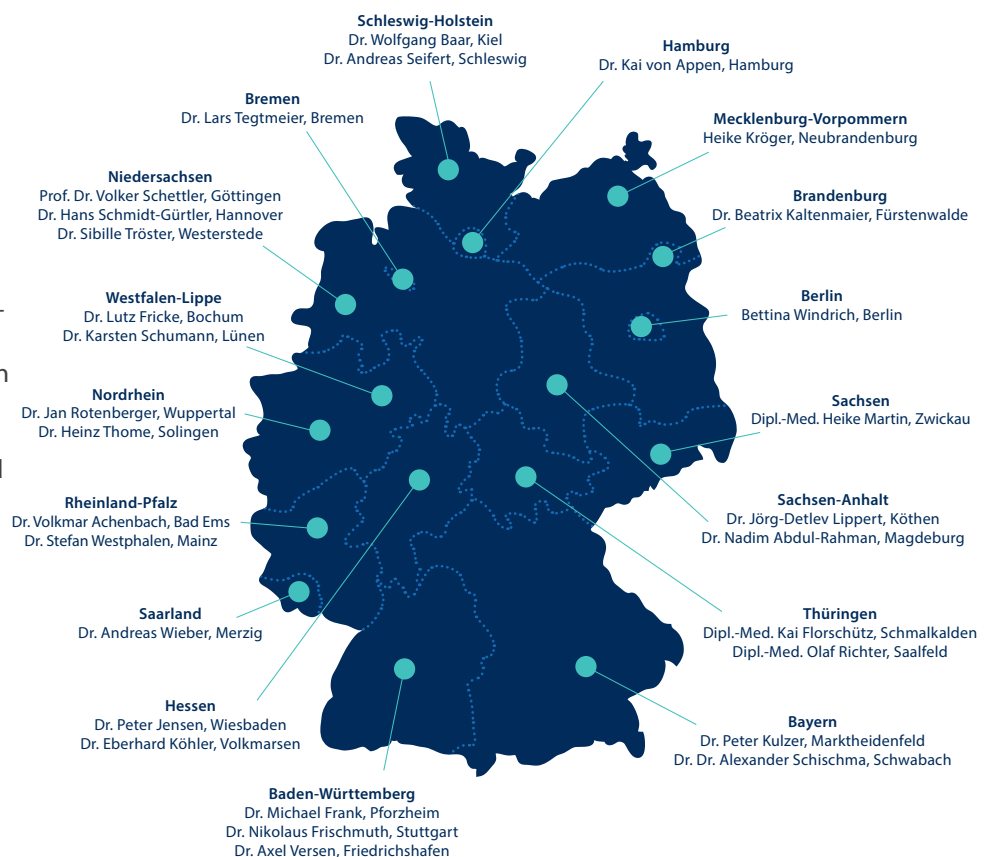 Schleswig-Holstein
Dr. Wolfgang Baar, Kiel
Dr. Andreas Seifert, Schleswig
Hamburg
Dr. Kai von Appen, Hamburg
Bremen
Dr. Lars Tegtmeier, Bremen
Mecklenburg-Vorpommern
Heike Kröger, Neubrandenburg
Niedersachsen
Prof. Dr. Volker Schettler, Göttingen
Dr. Hans Schmidt-Gürtler, Hannover
Dr. Sibille Tröster, Westerstede
Brandenburg
Dr. Beatrix Kaltenmaier, Fürstenwalde
Westfalen-Lippe
Dr. Lutz Fricke, Bochum
Dr. Karsten Schumann, Lünen
Berlin
Bettina Windrich, Berlin
Nordrhein
Dr. Jan Rotenberger, Wuppertal
Dr. Heinz Thome, Solingen
Sachsen
Dipl.-Med. Heike Martin, Zwickau
Rheinland-Pfalz
Dr. Volkmar Achenbach, Bad Ems
Dr. Stefan Westphalen, Mainz
Sachsen-Anhalt
Dr. Jörg-Detlev Lippert, Köthen
Dr. Nadim Abdul-Rahman, Magdeburg
Saarland
Dr. Andreas Wieber, Merzig
Thüringen
Dipl.-Med. Kai Florschütz, Schmalkalden
Dipl.-Med. Olaf Richter, Saalfeld
Hessen
Dr. Peter Jensen, Wiesbaden
Dr. Eberhard Köhler, Volkmarsen
Bayern
Dr. Peter Kulzer, Marktheidenfeld
Dr. Dr. Alexander Schischma, Schwabach
Baden-Württemberg
Dr. Michael Frank, Pforzheim
Dr. Nikolaus Frischmuth, Stuttgart
Dr. Axel Versen, Friedrichshafen